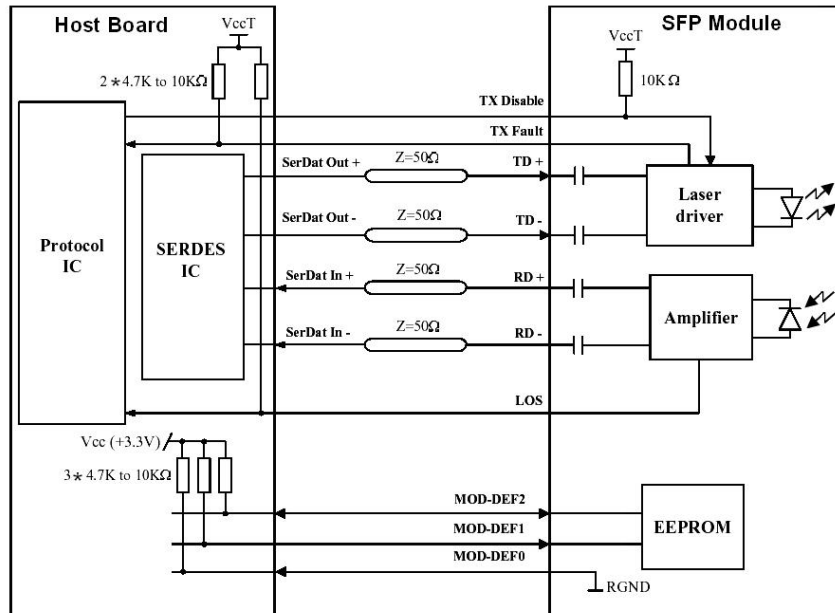 Host Board
SFP Module
VccT
VccT
2*4.7K to 10KΩ
10KΩ
TX Disable
TX Fault
SerDat Out +
Z=50Ω
TD +
SerDat Out -
Z=50Ω
TD -
Laser
driver
Protocol
IC
SERDES
IC
SerDat In +
Z=50Ω
RD +
SerDat In -
Z=50Ω
RD -
Amplifier
LOS
Vcc (+3.3V)
3*4.7K to 10KΩ
MOD-DEF2
MOD-DEF1
MOD-DEF0
EEPROM
RGND